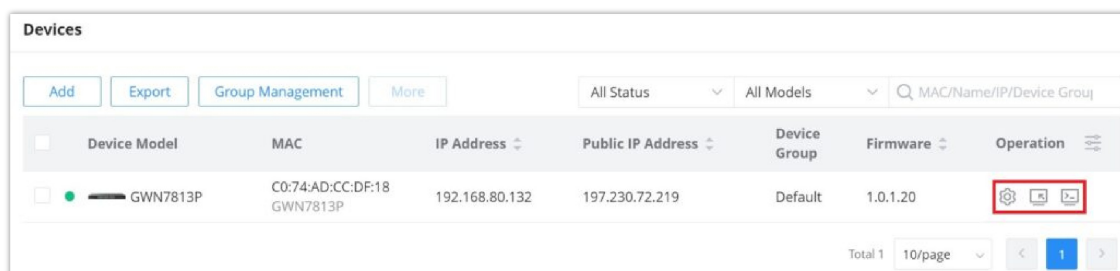 Devices
Add Export Group Management More All Status All Models MAC/Name/IP/Device Group
Device Model MAC IP Address Public IP Address Device Group Firmware Operation
GWN7813P C0:74:AD:CC:DF:18 192.168.80.132 197.230.72.219 Default 1.0.1.20
GWN7813P
Total 1 10/page 1